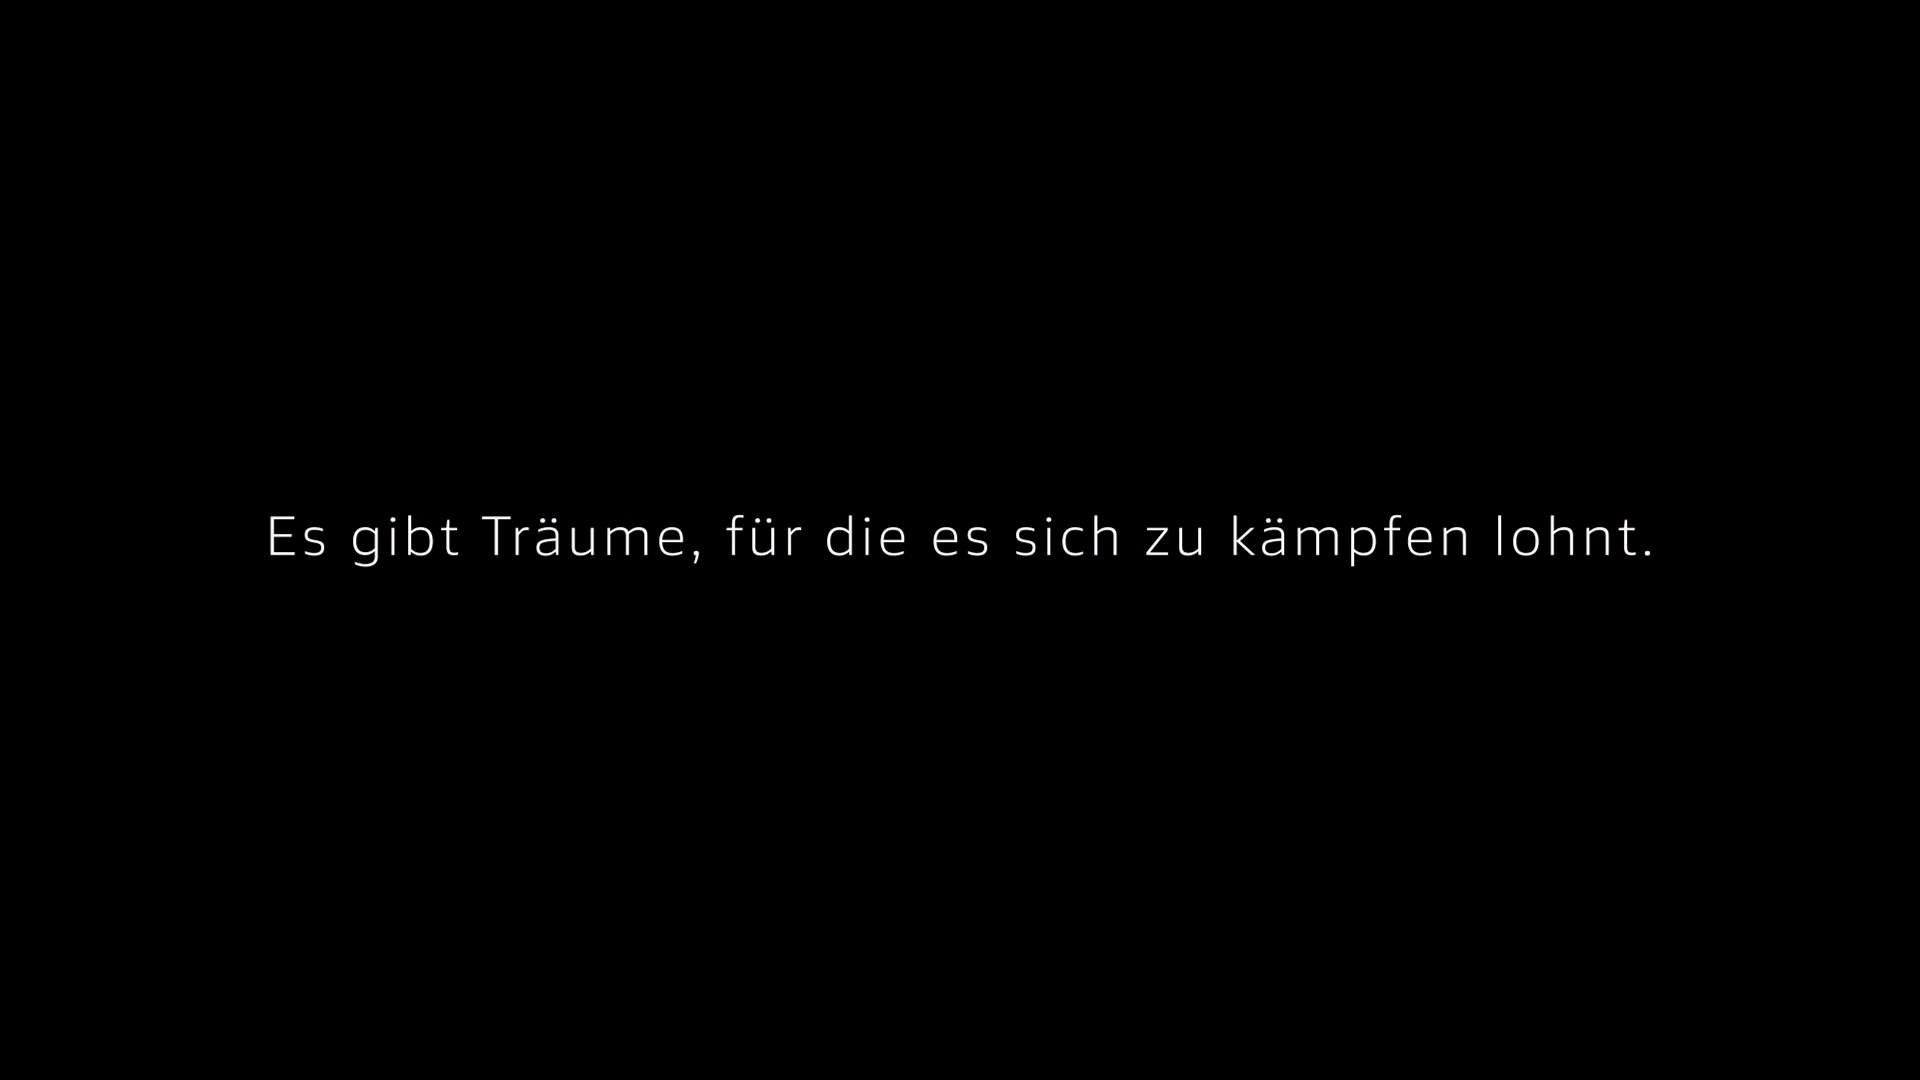 Es gibt Träume, für die es sich zu kämpfen lohnt.